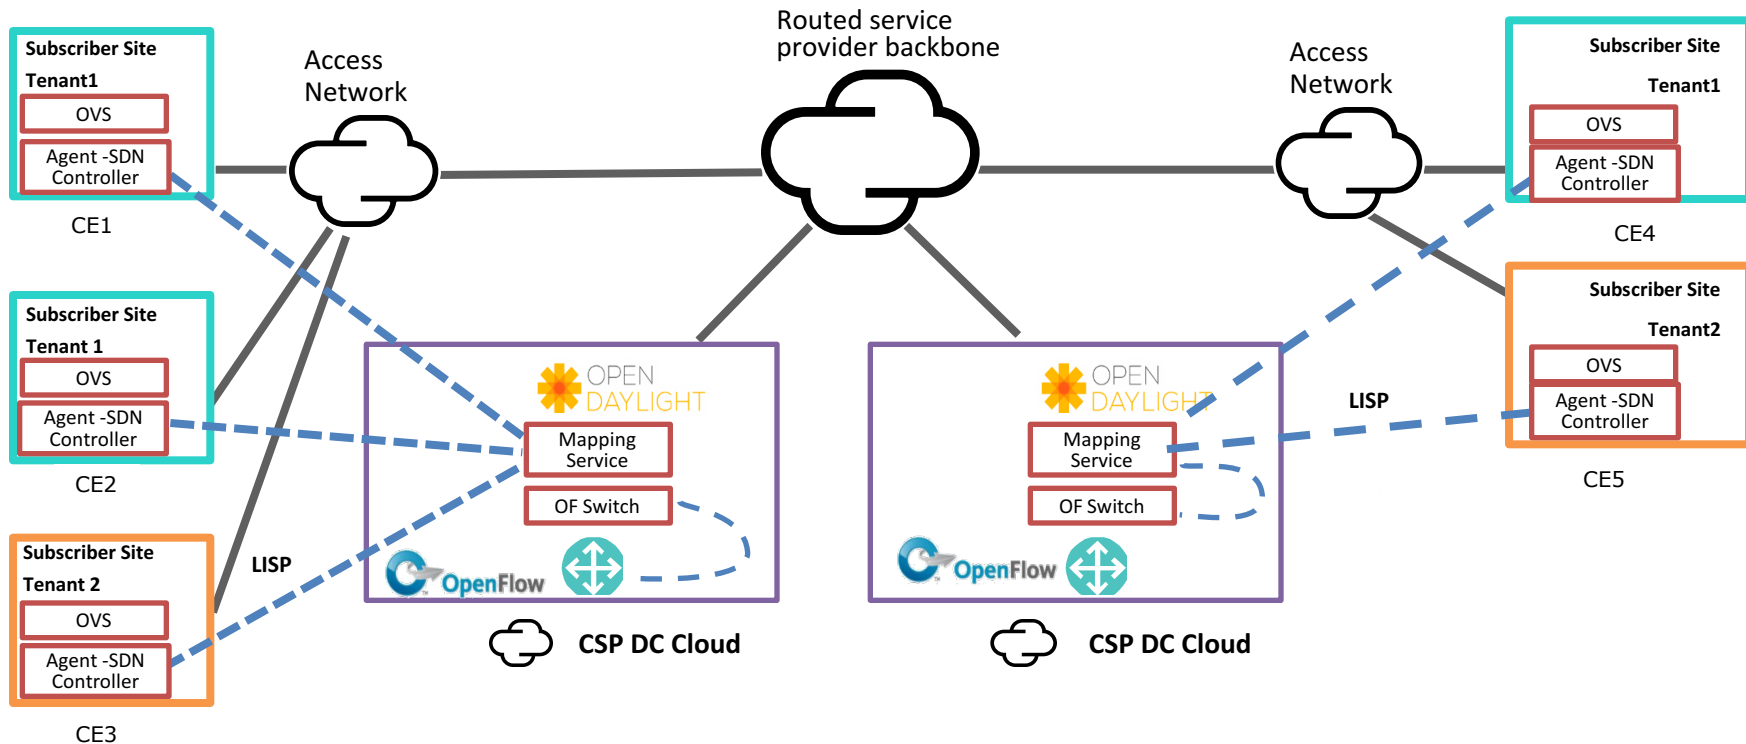 Routed service
provider backbone
Access
Network
Access
Network
Subscriber Site
Tenant1
OVS
Agent -SDN
Controller
CE1
Subscriber Site
Tenant 1
OVS
Agent -SDN
Controller
CE2
Subscriber Site
Tenant 2
OVS
Agent -SDN
Controller
CE3
LISP
OPEN
DAYLIGHT
Mapping
Service
OF Switch
OpenFlow
TM
CSP DC Cloud
OPEN
DAYLIGHT
Mapping
Service
OF Switch
OpenFlow
TM
CSP DC Cloud
LISP
Subscriber Site
Tenant1
OVS
Agent -SDN
Controller
CE4
Subscriber Site
Tenant2
OVS
Agent -SDN
Controller
CE5